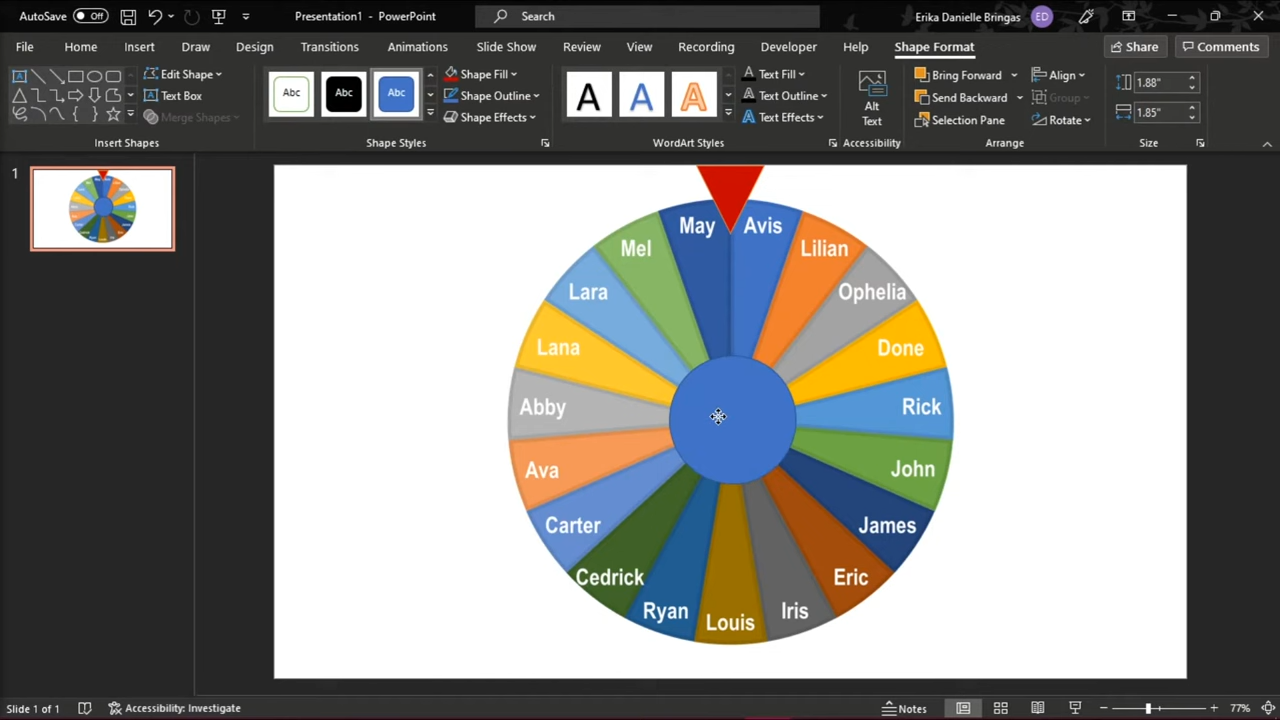 AutoSave Off Presentation1 - PowerPoint Search Erika Danielle Bringas ED
File Home Insert Draw Design Transitions Animations Slide Show Review View Recording Developer Help Shape Format Share Comments
Edit Shape
Text Box
Merge Shapes
Insert Shapes
Abc Abc Abc
Shape Fill
Shape Outline
Shape Effects
Shape Styles
A A A
Text Fill
Text Outline
Text Effects
WordArt Styles
Alt
Text
Accessibility
Bring Forward
Send Backward
Selection Pane
Align
Group
Rotate
Arrange
1.88"
1.85"
Size
1
May
Avis
Mel
Lilian
Lara
Ophelia
Lana
Done
Abby
Rick
Ava
John
Carter
James
Cedrick
Eric
Ryan
Iris
Louis
Slide 1 of 1 Accessibility: Investigate Notes 77%